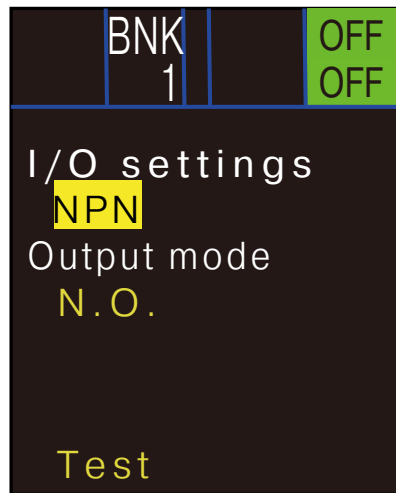 BNK OFF
1 OFF
I/O settings
NPN
Output mode
N.O.
Test